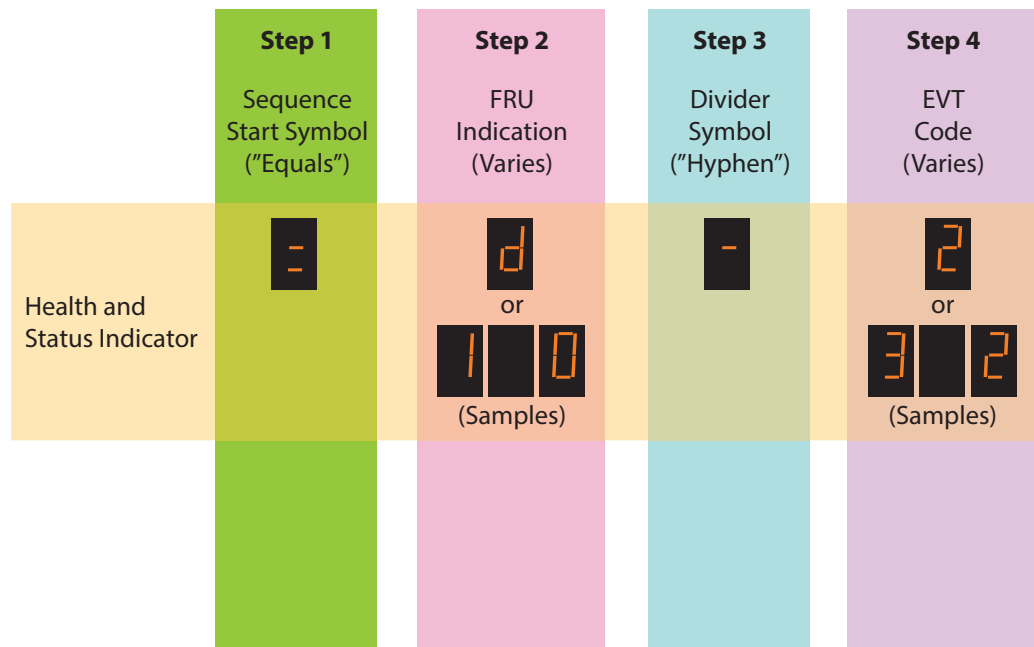 Step 1
Sequence
Start Symbol
("Equals")
Step 2
FRU
Indication
(Varies)
Step 3
Divider
Symbol
("Hyphen")
Step 4
EVT
Code
(Varies)
Health and
Status Indicator
=
d
or
1 0
(Samples)
-
2
or
3 2
(Samples)